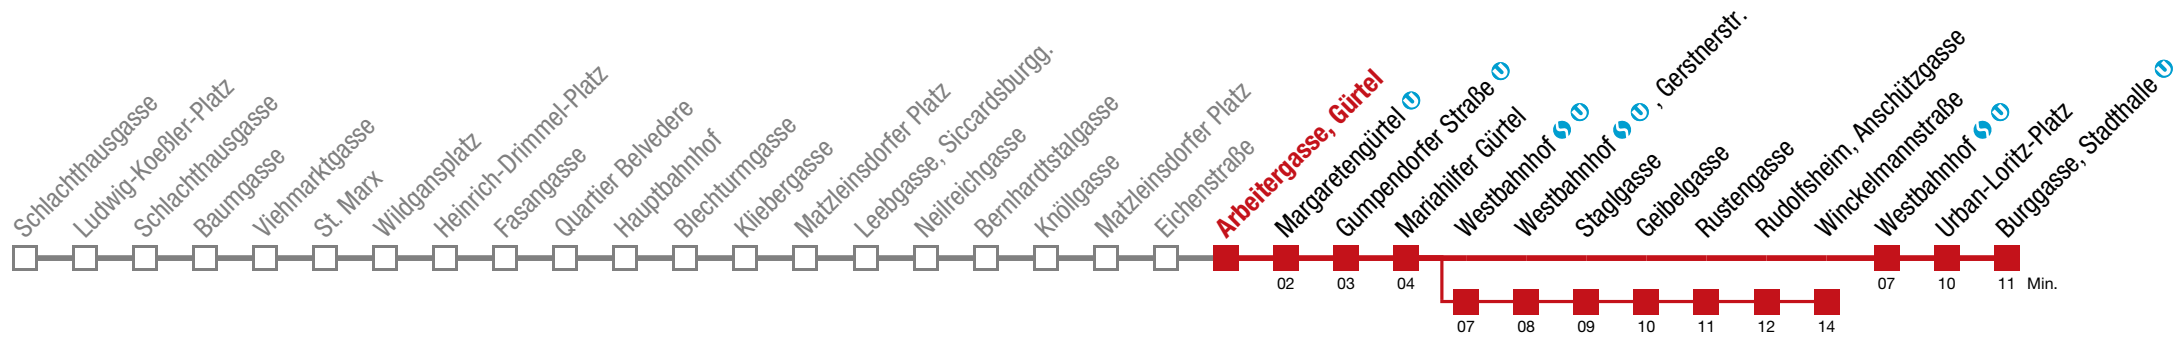 Schlachthausgasse
Ludwig-Koeßler-Platz
Schlachthausgasse
Baumgasse
Viehmarktgasse
St. Marx
Wildgansplatz
Heinrich-Drimmel-Platz
Fasangasse
Quartier Belvedere
Hauptbahnhof
Blechturmgasse
Kliebergasse
Matzleinsdorfer Platz
Leebgasse, Siccardsburgg.
Neilreichgasse
Bernhardtstalgasse
Knöllgasse
Matzleinsdorfer Platz
Eichenstraße
Arbeitergasse, Gürtel
Margaretengürtel U
Gumpendorfer Straße U
Mariahilfer Gürtel
Westbahnhof S U
Westbahnhof S U , Gerstnerstr.
Staglgasse
Geibelgasse
Rustengasse
Rudolfsheim, Anschützgasse
Winckelmannstraße
Westbahnhof S U
Urban-Loritz-Platz
Burggasse, Stadthalle U
02 03 04 07 10 11 Min.
07 08 09 10 11 12 14